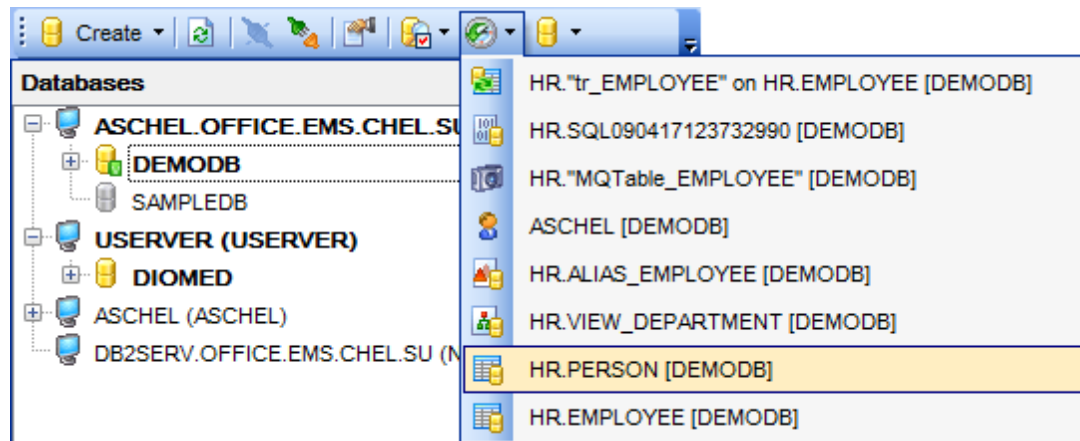 Create
Databases
ASCHEL.OFFICE.EMS.CHEL.SU
DEMODB
SAMPLEDB
USERVER (USERVER)
DIOMED
ASCHEL (ASCHEL)
DB2SERV.OFFICE.EMS.CHEL.SU (N
HR."tr_EMPLOYEE" on HR.EMPLOYEE [DEMODB]
HR.SQL090417123732990 [DEMODB]
HR."MQTable_EMPLOYEE" [DEMODB]
ASCHEL [DEMODB]
HR.ALIAS_EMPLOYEE [DEMODB]
HR.VIEW_DEPARTMENT [DEMODB]
HR.PERSON [DEMODB]
HR.EMPLOYEE [DEMODB]